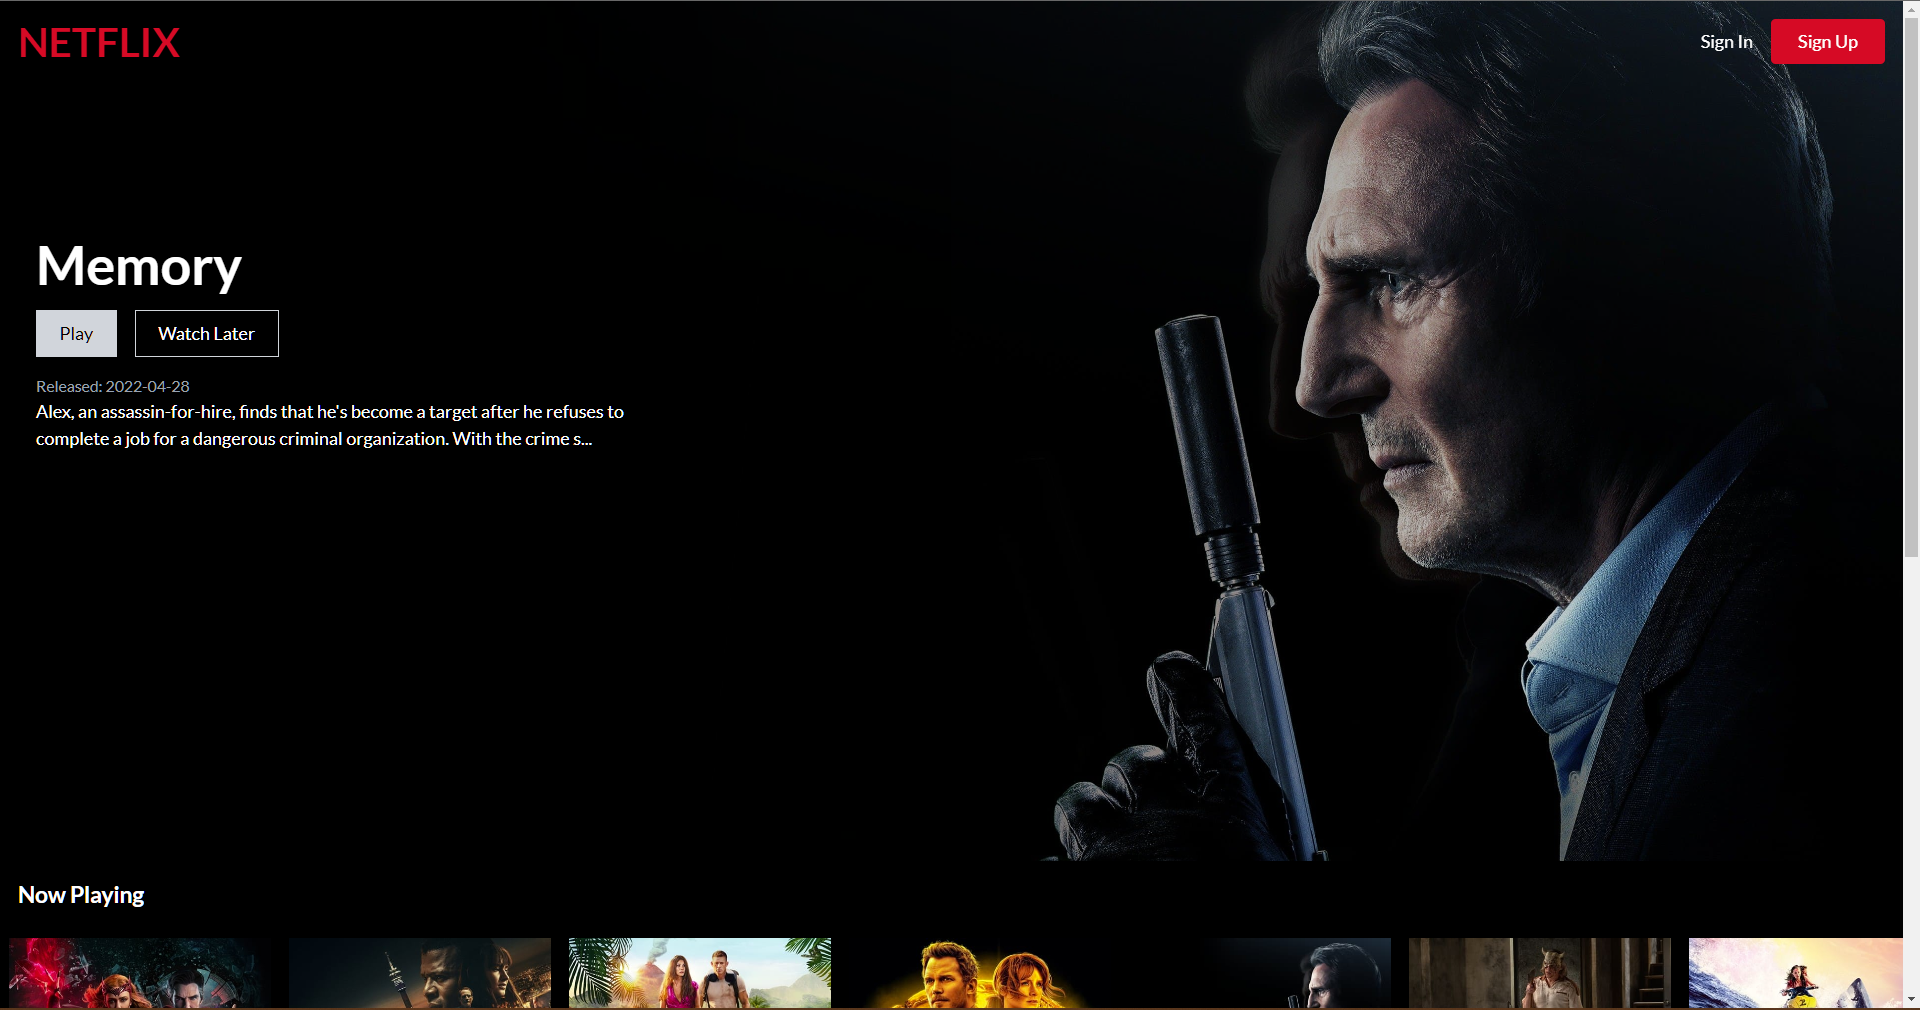 NETFLIX
Sign In
Sign Up
Memory
Play
Watch Later
Released: 2022-04-28
Alex, an assassin-for-hire, finds that he's become a target after he refuses to
complete a job for a dangerous criminal organization. With the crime s...
Now Playing